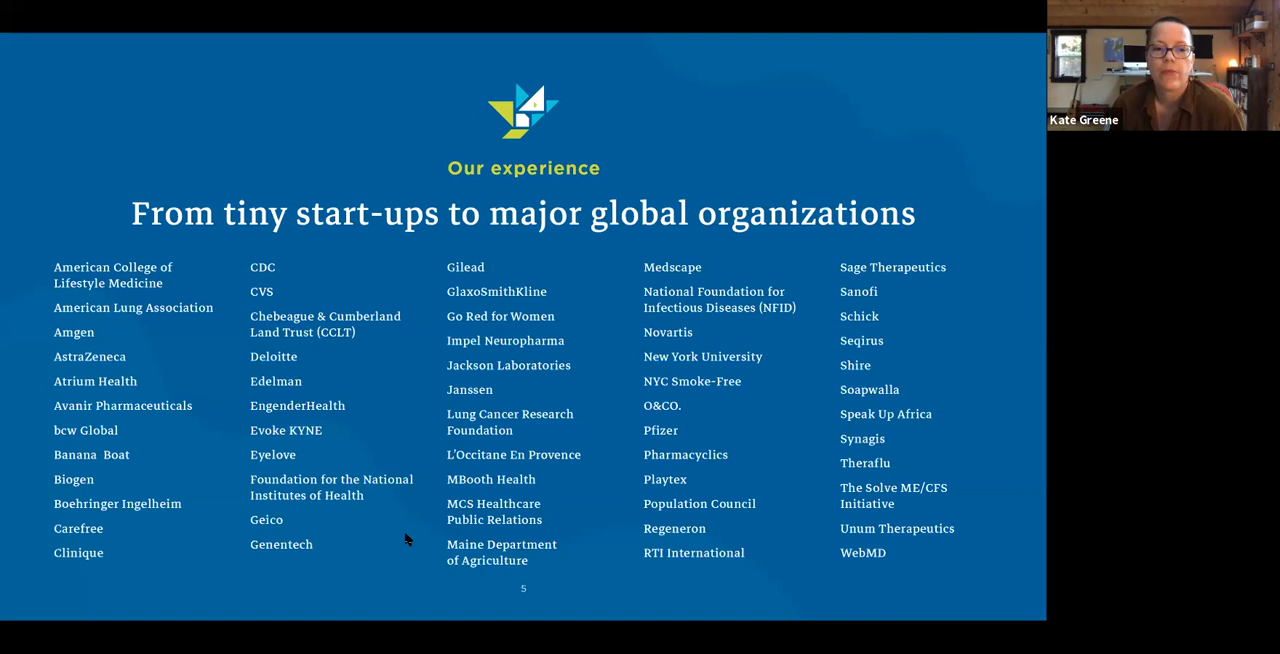 Our experience
From tiny start-ups to major global organizations
American College of
Lifestyle Medicine
American Lung Association
Amgen
AstraZeneca
Atrium Health
Avanir Pharmaceuticals
bcw Global
Banana Boat
Biogen
Boehringer Ingelheim
Carefree
Clinique
CDC
CVS
Chebeague & Cumberland
Land Trust (CCLT)
Deloitte
Edelman
EngenderHealth
Evoke KYNE
Eyelove
Foundation for the National
Institutes of Health
Geico
Genentech
Gilead
GlaxoSmithKline
Go Red for Women
Impel Neuropharma
Jackson Laboratories
Janssen
Lung Cancer Research
Foundation
L'Occitane En Provence
MBooth Health
MCS Healthcare
Public Relations
Maine Department
of Agriculture
Medscape
National Foundation for
Infectious Diseases (NFID)
Novartis
New York University
NYC Smoke-Free
O&CO.
Pfizer
Pharmacyclics
Playtex
Population Council
Regeneron
RTI International
Sage Therapeutics
Sanofi
Schick
Seqirus
Shire
Soapwalla
Speak Up Africa
Synagis
Theraflu
The Solve ME/CFS
Initiative
Unum Therapeutics
WebMD
5
Kate Greene